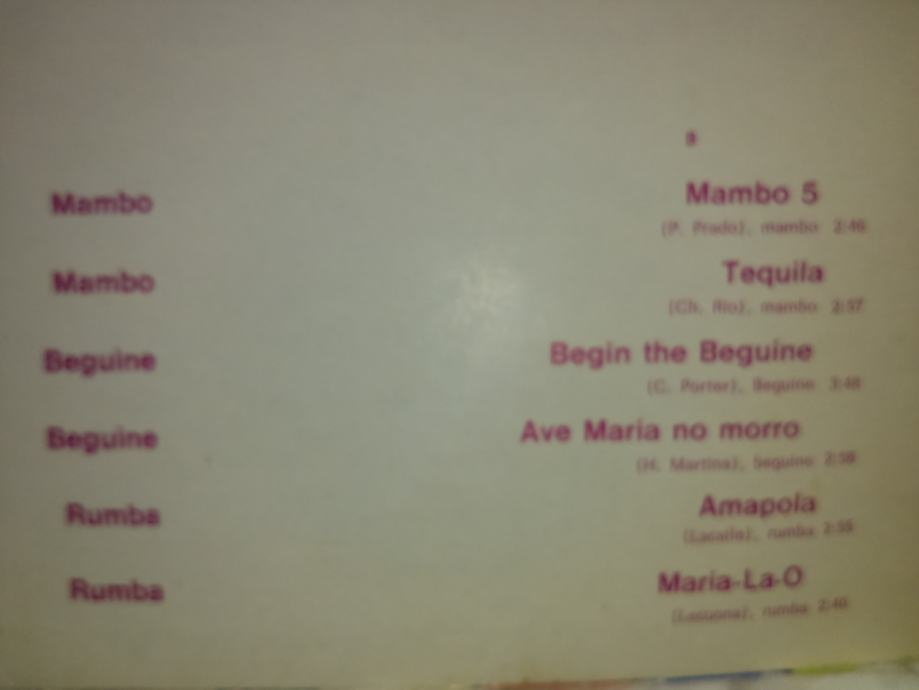 B
Mambo Mambo 5
(P. Prado), mambo 2:46
Mambo Tequila
(Ch. Rio), mambo 2:37
Beguine Begin the Beguine
(C. Porter), Beguine 3:48
Beguine Ave Maria no morro
(H. Martins), beguine 2:58
Rumba Amapola
rumba 2:55
Rumba Maria-La-O
(Lecuona), rumba 2:40